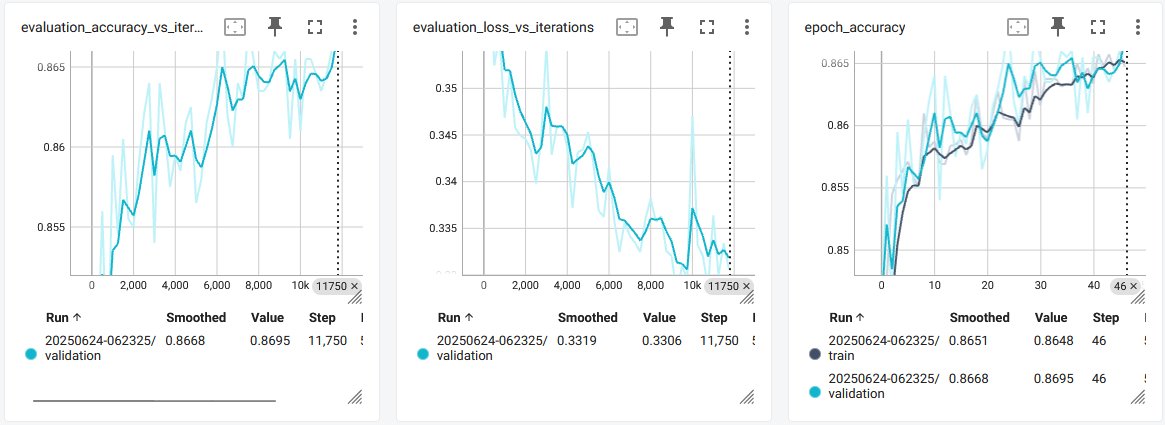 evaluation_accuracy_vs_iter...
0.865
0.86
0.855
0 2,000 4,000 6,000 8,000 10k 11750 ×
Run ↑ Smoothed Value Step
20250624-062325/ 0.8668 0.8695 11,750
validation
evaluation_loss_vs_iterations
0.35
0.345
0.34
0.335
0 2,000 4,000 6,000 8,000 10k 11750 ×
Run ↑ Smoothed Value Step
20250624-062325/ 0.3319 0.3306 11,750
validation
epoch_accuracy
0.865
0.86
0.855
0.85
0 10 20 30 40 46 ×
Run ↑ Smoothed Value Step
20250624-062325/ 0.8651 0.8648 46
train
20250624-062325/ 0.8668 0.8695 46
validation